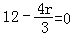 12 - 4r/3 = 0